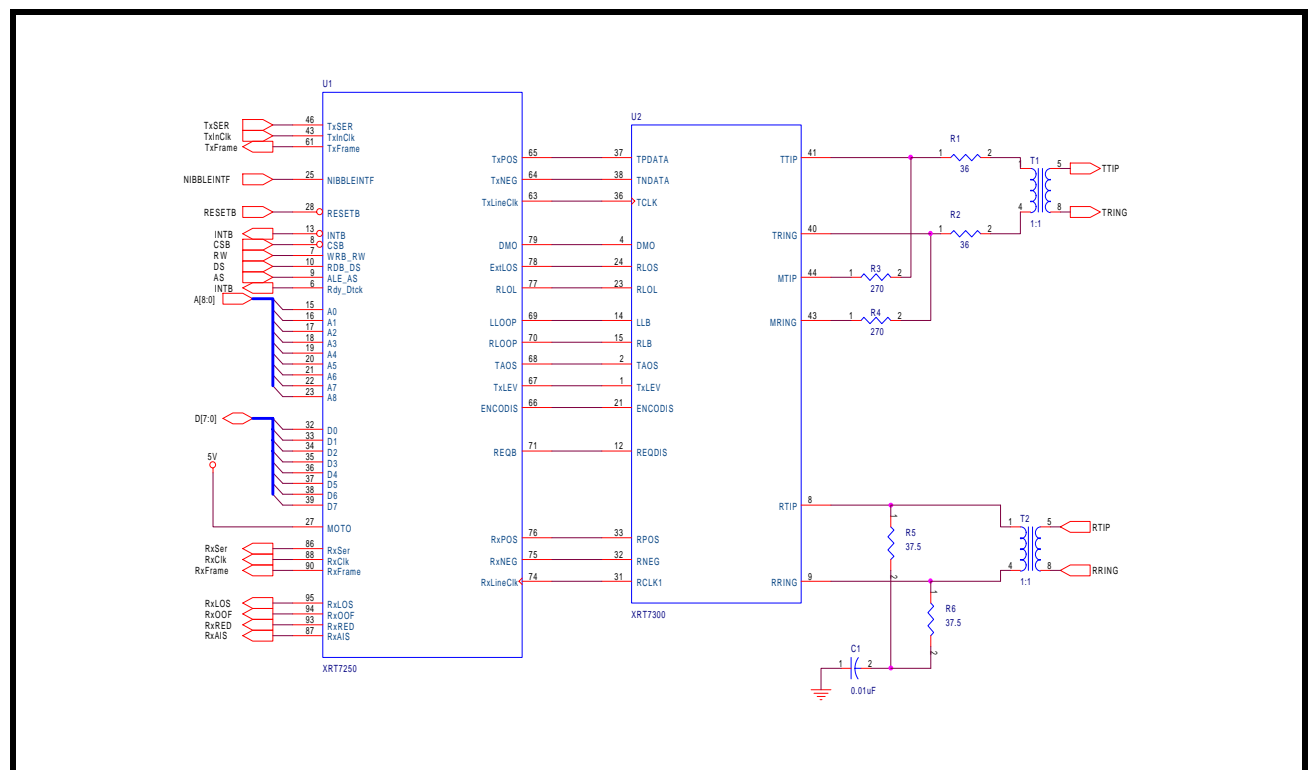 U1
TxSER 46 TxSER
TxInClk 43 TxInClk
TxFrame 61 TxFrame
NIBBLEINTF 25 NIBBLEINTF
RESETB 28 RESETB
INTB 13 INTB
CSB 8 CSB
RW 7 WRB_RW
DS 10 RDB_DS
AS 9 ALE_AS
INTB 6 Rdy_Dtck
A[8:0]
15 A0
16 A1
17 A2
18 A3
19 A4
20 A5
21 A6
22 A7
23 A8
D[7:0]
32 D0
33 D1
34 D2
35 D3
36 D4
37 D5
38 D6
39 D7
5V
27 MOTO
RxSer 86 RxSer
RxClk 88 RxClk
RxFrame 90 RxFrame
RxLOS 95 RxLOS
RxOOF 94 RxOOF
RxRED 93 RxRED
RxAIS 87 RxAIS
XRT7250
U2
TxPOS 65 37 TPDATA
TxNEG 64 38 TNDATA
TxLineClk 63 36 TCLK
DMO 79 4 DMO
ExtLOS 78 24 RLOS
RLOL 77 23 RLOL
LLOOP 69 14 LLB
RLOOP 70 15 RLB
TAOS 68 2 TAOS
TxLEV 67 1 TxLEV
ENCODIS 66 21 ENCODIS
REQB 71 12 REQDIS
RxPOS 76 33 RPOS
RxNEG 75 32 RNEG
RxLineClk 74 31 RCLK1
XRT7300
TTIP 41
TRING 40
MTIP 44
MRING 43
RTIP 8
RRING 9
R1
1 2
36
R2
1 2
36
R3
1 2
270
R4
1 2
270
T1
1 5
4 8
1:1
TTIP
TRING
R5
1 2
37.5
R6
1 2
37.5
T2
1 5
4 8
1:1
RTIP
RRING
C1
1 2
0.01uF